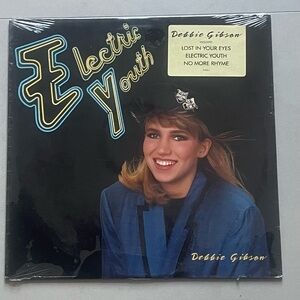 Electric
Youth
Debbie Gibson
LOST IN YOUR EYES
ELECTRIC YOUTH
NO MORE RHYME
Debbie Gibson